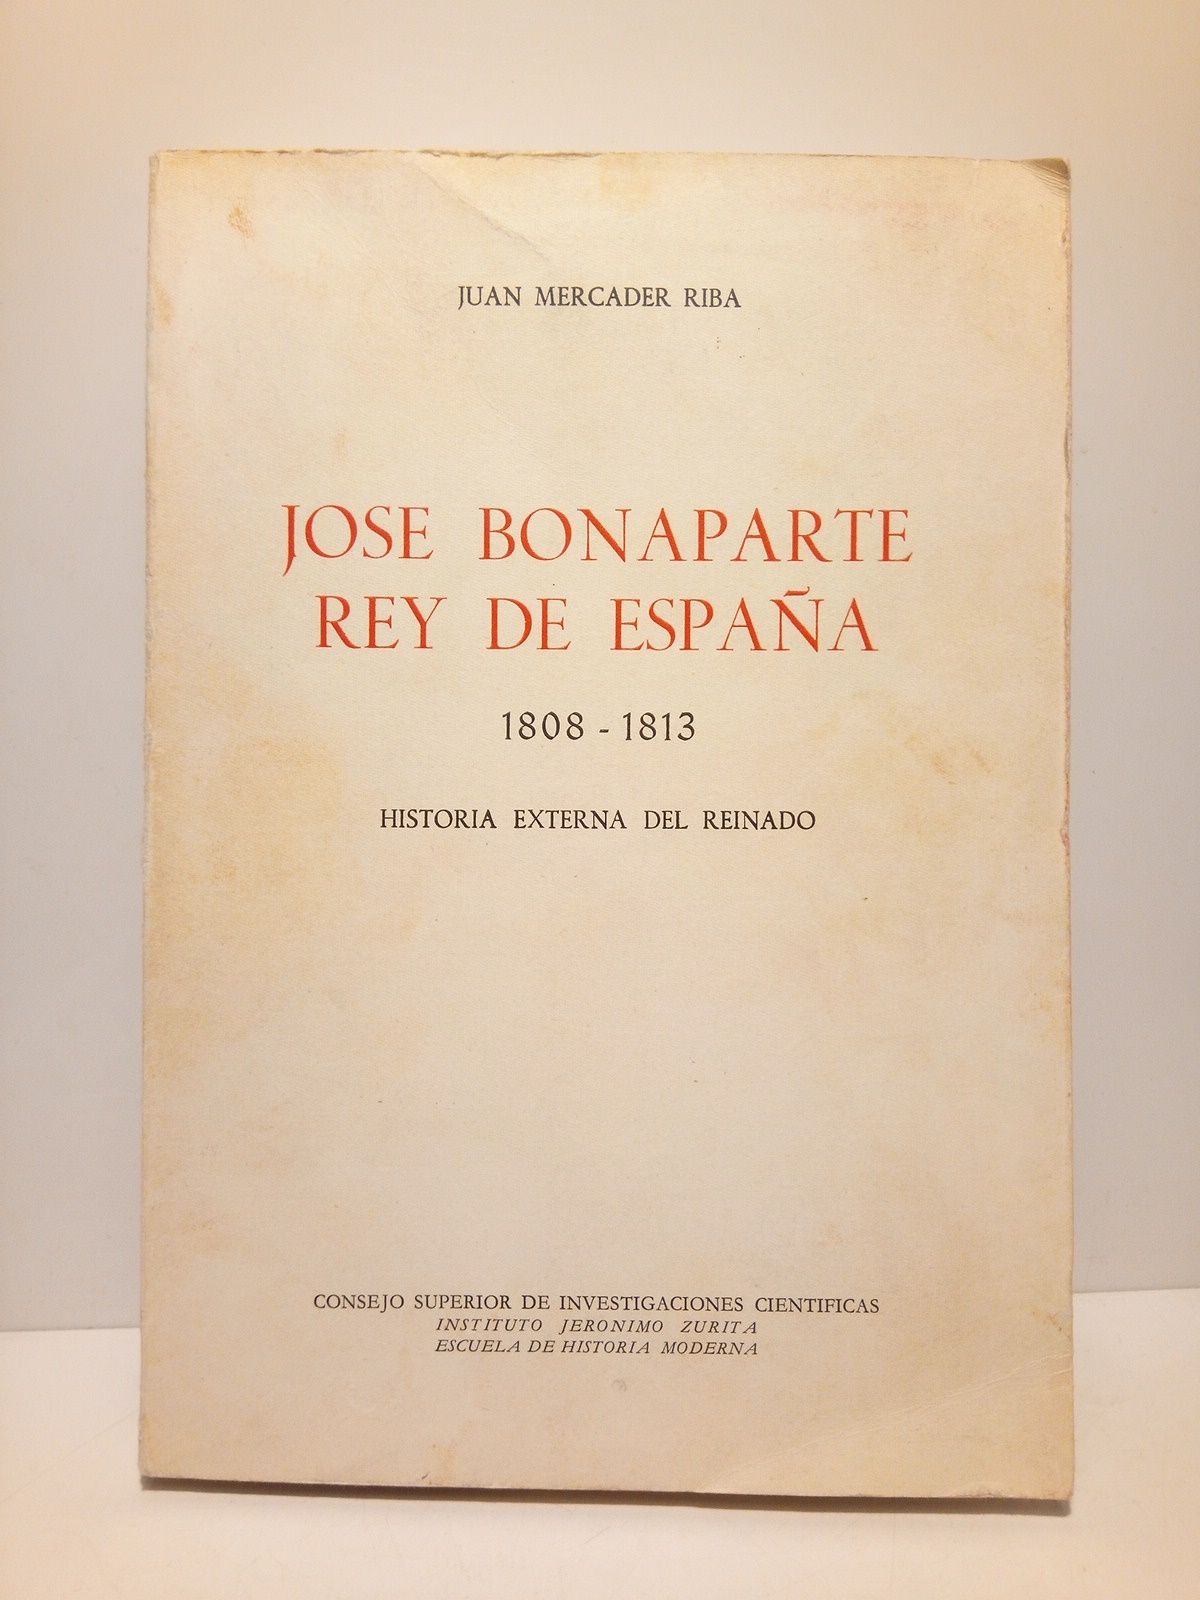 JUAN MERCADER RIBA
JOSE BONAPARTE
REY DE ESPAÑA
1808 - 1813
HISTORIA EXTERNA DEL REINADO
CONSEJO SUPERIOR DE INVESTIGACIONES CIENTIFICAS
INSTITUTO JERONIMO ZURITA
ESCUELA DE HISTORIA MODERNA